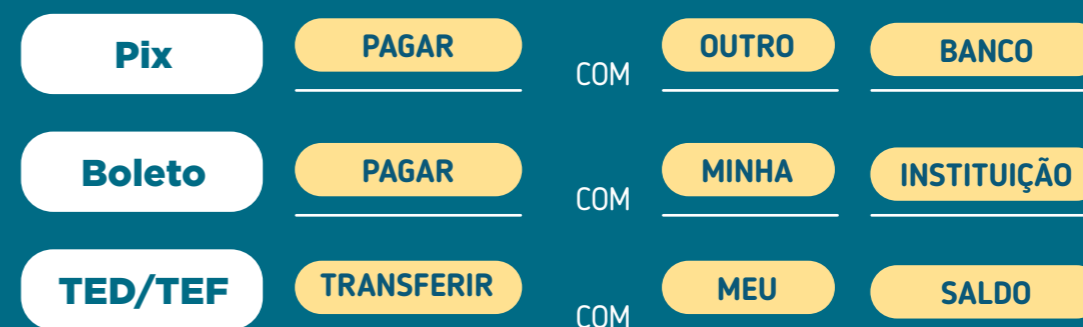 Pix PAGAR COM OUTRO BANCO
Boleto PAGAR COM MINHA INSTITUIÇÃO
TED/TEF TRANSFERIR COM MEU SALDO